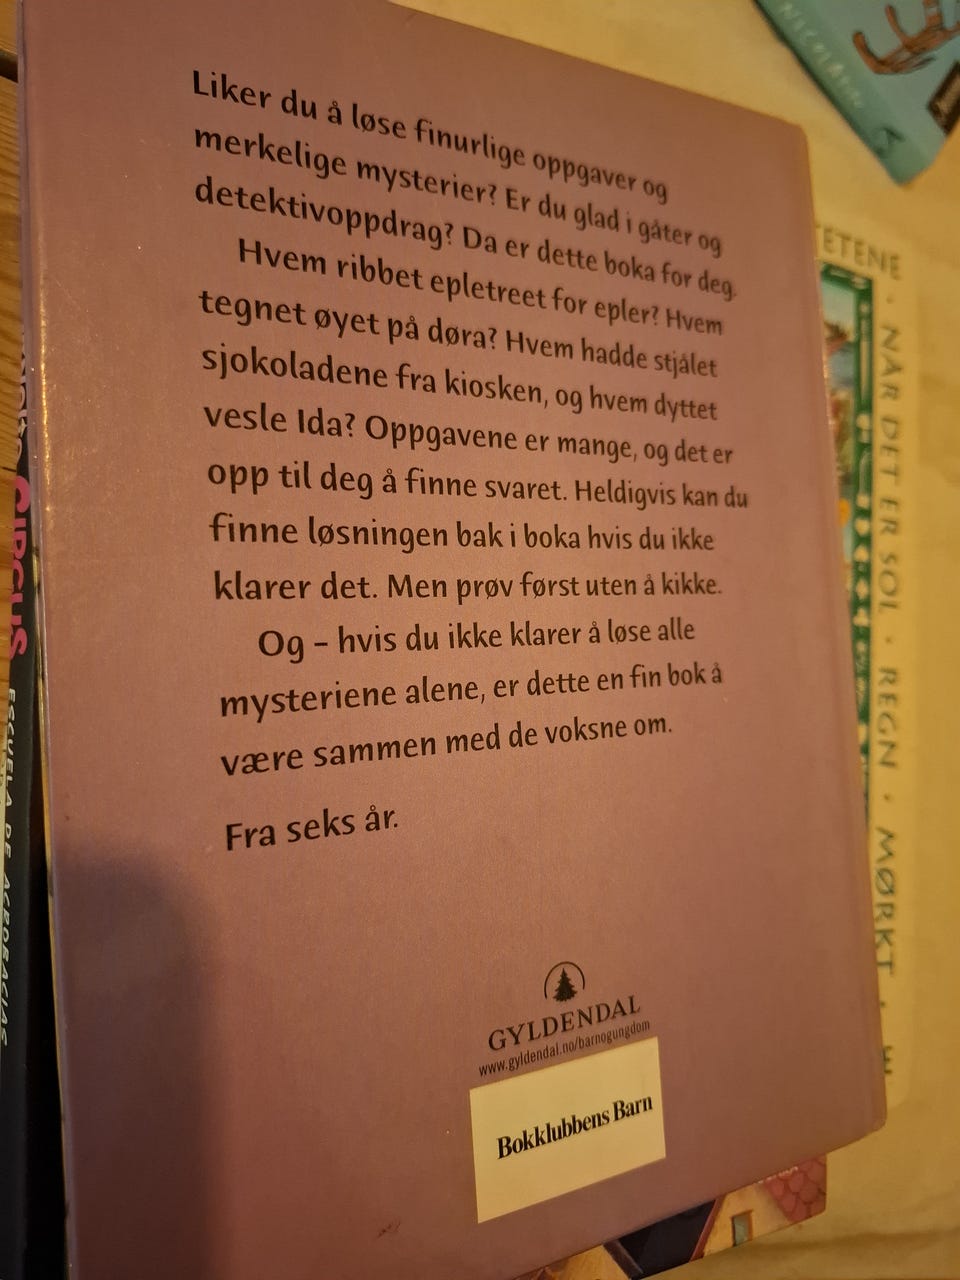 Liker du å løse finurlige oppgaver og
merkelige mysterier? Er du glad i gåter og
detektivoppdrag? Da er dette boka for deg.
Hvem ribbet epletreet for epler? Hvem
tegnet øyet på døra? Hvem hadde stjålet
sjokoladene fra kiosken, og hvem dyttet
vesle Ida? Oppgavene er mange, og det er
opp til deg å finne svaret. Heldigvis kan du
finne løsningen bak i boka hvis du ikke
klarer det. Men prøv først uten å kikke.
Og – hvis du ikke klarer å løse alle
mysteriene alene, er dette en fin bok å
være sammen med de voksne om.
Fra seks år.
GYLDENDAL
www.gyldendal.no/barnogungdom
Bokklubbens Barn
CIRCUS
ESCUELA DE ACROBACIAS
NÅR DET ER SOL · REGN · MØRKT ·